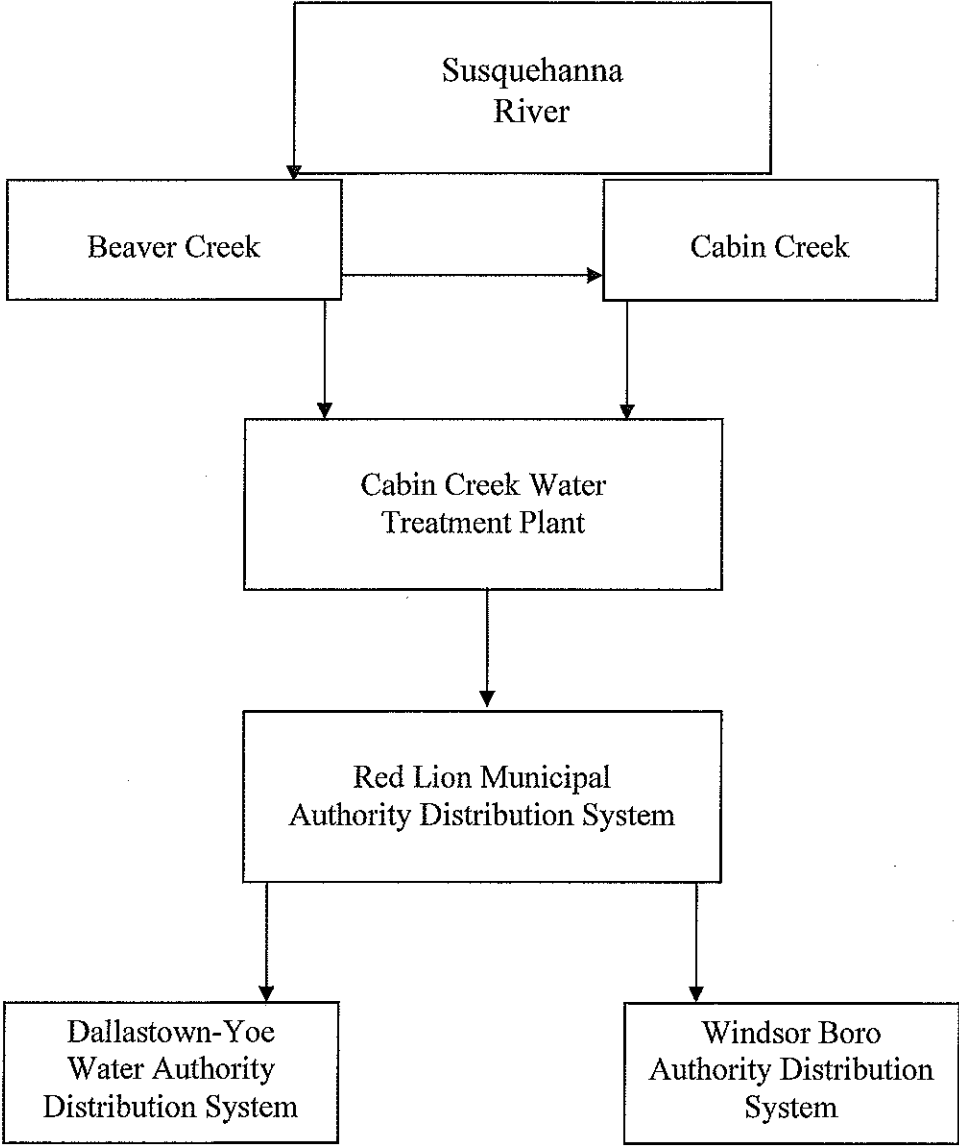 Susquehanna
River
Beaver Creek
Cabin Creek
Cabin Creek Water
Treatment Plant
Red Lion Municipal
Authority Distribution System
Dallastown-Yoe
Water Authority
Distribution System
Windsor Boro
Authority Distribution
System